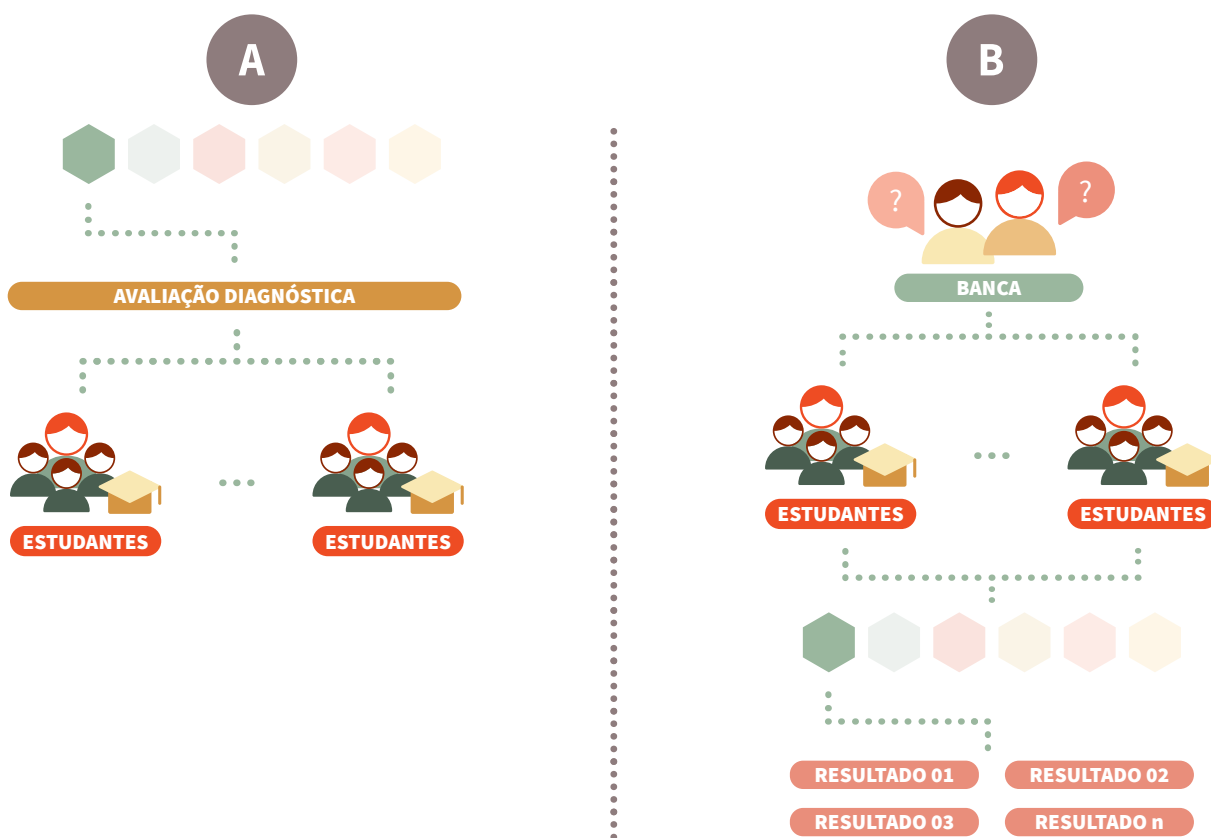 A
AVALIAÇÃO DIAGNÓSTICA
...
ESTUDANTES
ESTUDANTES
B
?
?
BANCA
...
ESTUDANTES
ESTUDANTES
RESULTADO 01
RESULTADO 02
RESULTADO 03
RESULTADO n